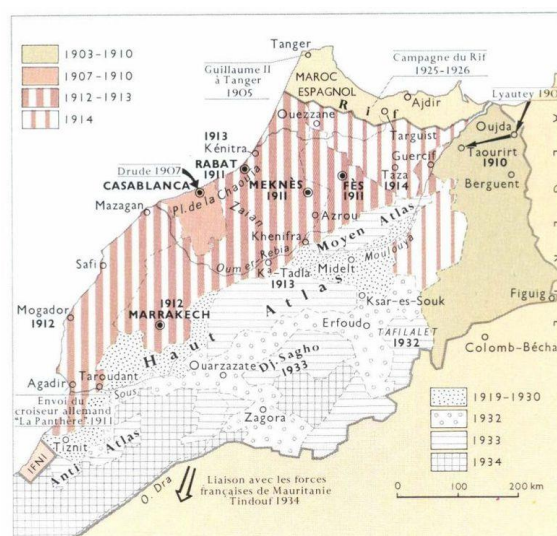 1903-1910
1907-1910
1912-1913
1914
Tanger
Guillaume II
à Tanger
1905
MAROC
ESPAGNOL
Campagne du Rif
1925-1926
Rif
Ajdir
Lyautey 190
Ouezzane
Targuist
Oujda
Taourirt
1910
1913
Kénitra
RABAT
1911
Guercif
Taza
1914
Berguent
Drude 1907
CASABLANCA
Pl. de la Chaouïa
MEKNÈS
1911
FÈS
1911
Mazagan
Zaïan
Azrou
Khenifra
Moyen Atlas
Oum er Rebia
Moulouya
Safi
Ka-Tadla
1913
Midelt
Mogador
1912
1912
MARRAKECH
Haut Atlas
Ksar-es-Souk
Figuig
Erfoud
TAFILALET
1932
Colomb-Écha
Agadir
Taroudant
Sous
Ouarzazate
Dj-Sagho
1933
Envoi du
croiseur allemand
"La Panthère" 1911
Zagora
Tiznit
Anti Atlas
IFNI
O. Dra
Liaison avec les forces
françaises de Mauritanie
Tindouf 1934
1919-1930
1932
1933
1934
0 100 200 km